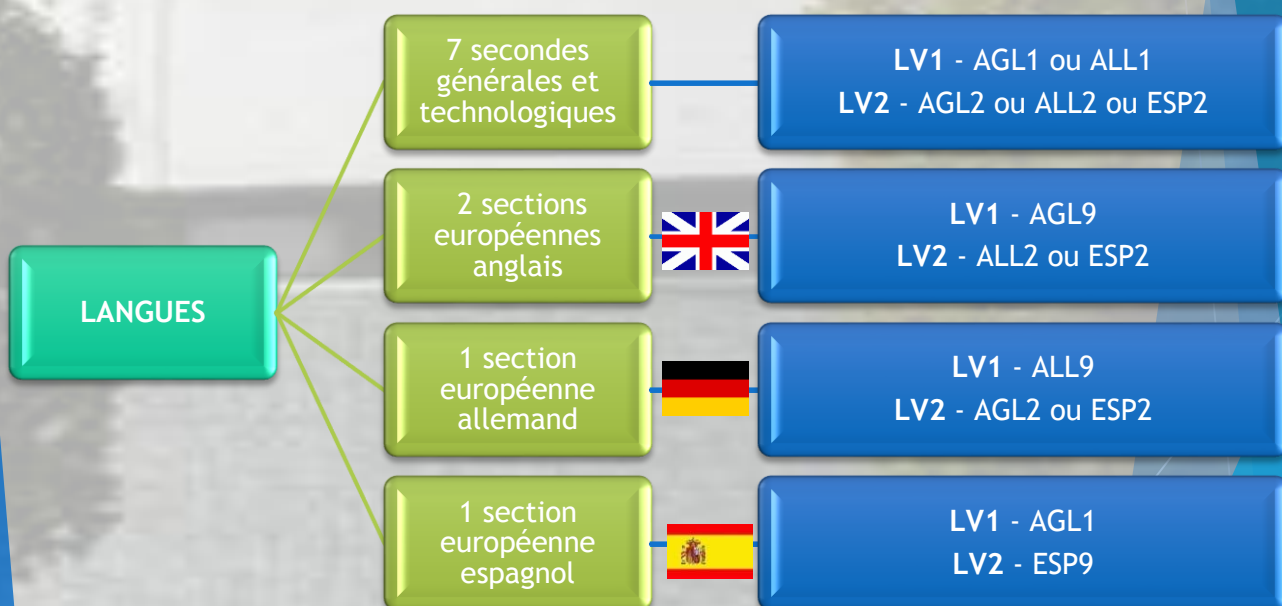 7 secondes
générales et
technologiques
LV1 - AGL1 ou ALL1
LV2 - AGL2 ou ALL2 ou ESP2
2 sections
européennes
anglais
LV1 - AGL9
LV2 - ALL2 ou ESP2
LANGUES
1 section
européenne
allemand
LV1 - ALL9
LV2 - AGL2 ou ESP2
1 section
européenne
espagnol
LV1 - AGL1
LV2 - ESP9